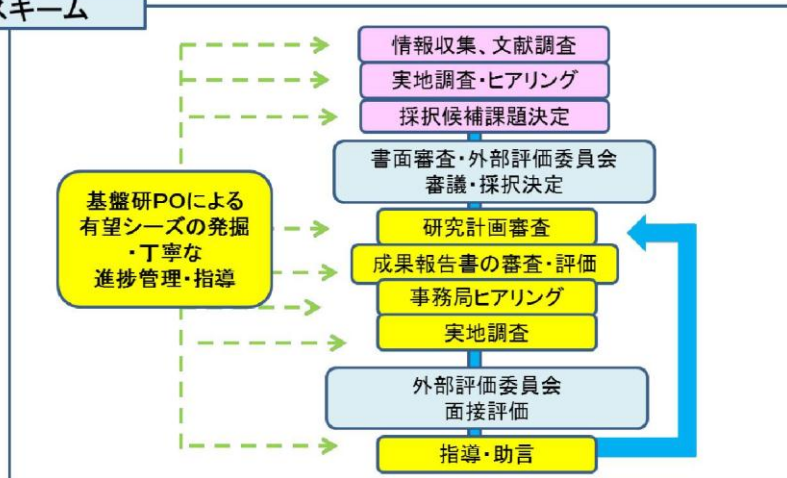 スキーム
情報収集、文献調査
実地調査・ヒアリング
採択候補課題決定
書面審査・外部評価委員会
審議・採択決定
基盤研POによる
有望シーズの発掘
・丁寧な
進捗管理・指導
研究計画審査
成果報告書の審査・評価
事務局ヒアリング
実地調査
外部評価委員会
面接評価
指導・助言